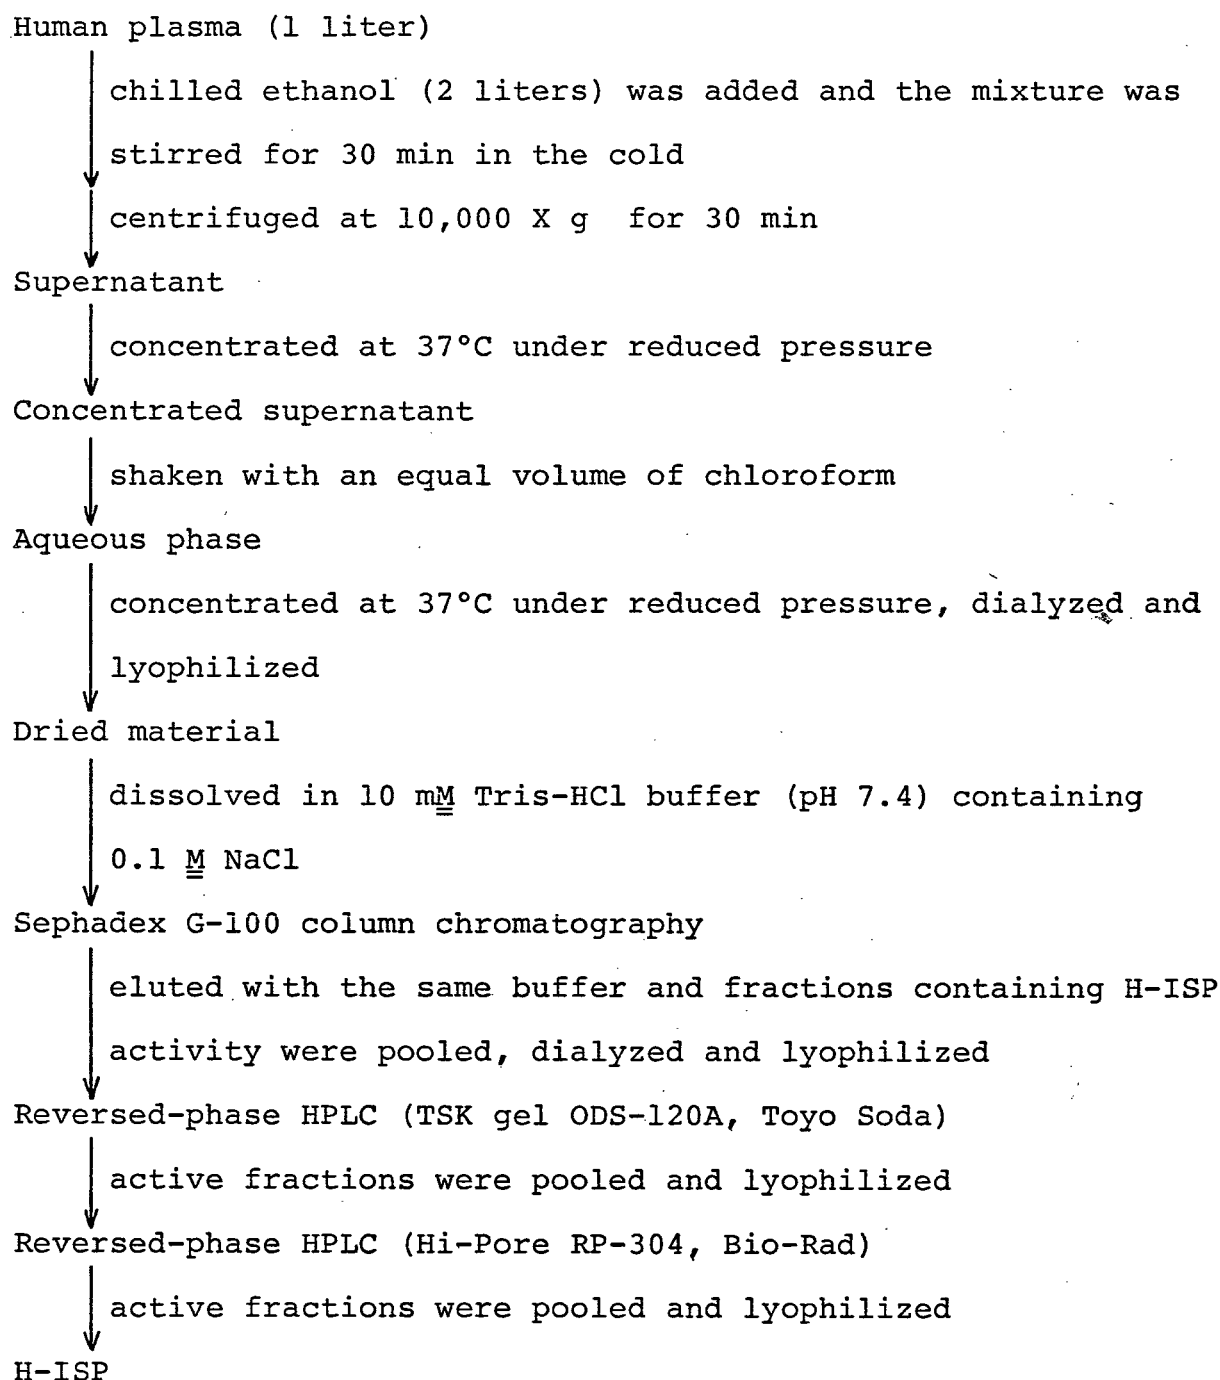 Human plasma (1 liter)
chilled ethanol (2 liters) was added and the mixture was
stirred for 30 min in the cold
centrifuged at 10,000 X g for 30 min
Supernatant
concentrated at 37°C under reduced pressure
Concentrated supernatant
shaken with an equal volume of chloroform
Aqueous phase
concentrated at 37°C under reduced pressure, dialyzed and
lyophilized
Dried material
dissolved in 10 mM Tris-HCl buffer (pH 7.4) containing
0.1 M NaCl
Sephadex G-100 column chromatography
eluted with the same buffer and fractions containing H-ISP
activity were pooled, dialyzed and lyophilized
Reversed-phase HPLC (TSK gel ODS-120A, Toyo Soda)
active fractions were pooled and lyophilized
Reversed-phase HPLC (Hi-Pore RP-304, Bio-Rad)
active fractions were pooled and lyophilized
H-ISP